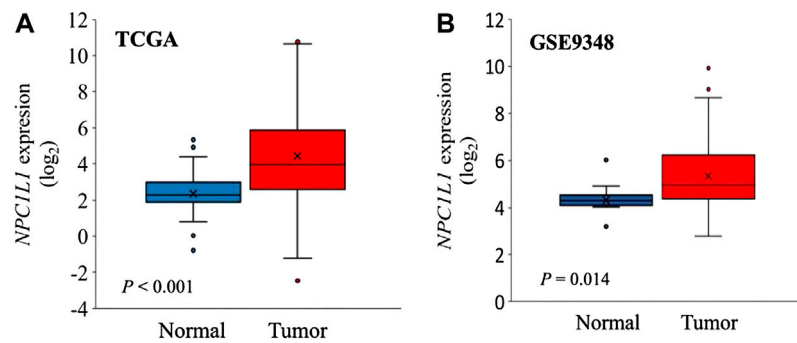 A
TCGA
NPC1L1 expression
(log₂)
12
10
8
6
4
2
0
-2
-4
P < 0.001
Normal
Tumor
B
GSE9348
NPC1L1 expression
(log₂)
12
10
8
6
4
2
0
P = 0.014
Normal
Tumor